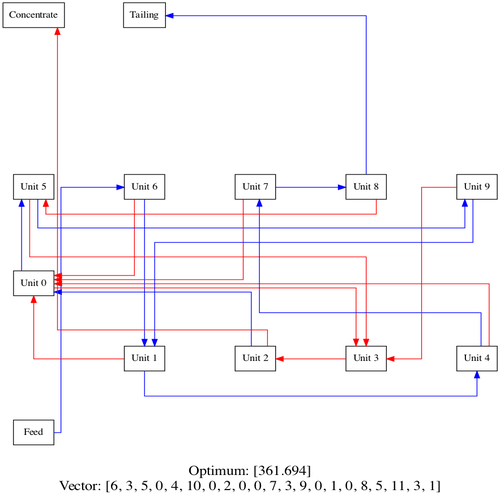 Concentrate
Tailing
Unit 5
Unit 6
Unit 7
Unit 8
Unit 9
Unit 0
Unit 1
Unit 2
Unit 3
Unit 4
Feed
Optimum: [361.694]
Vector: [6, 3, 5, 0, 4, 10, 0, 2, 0, 0, 7, 3, 9, 0, 1, 0, 8, 5, 11, 3, 1]